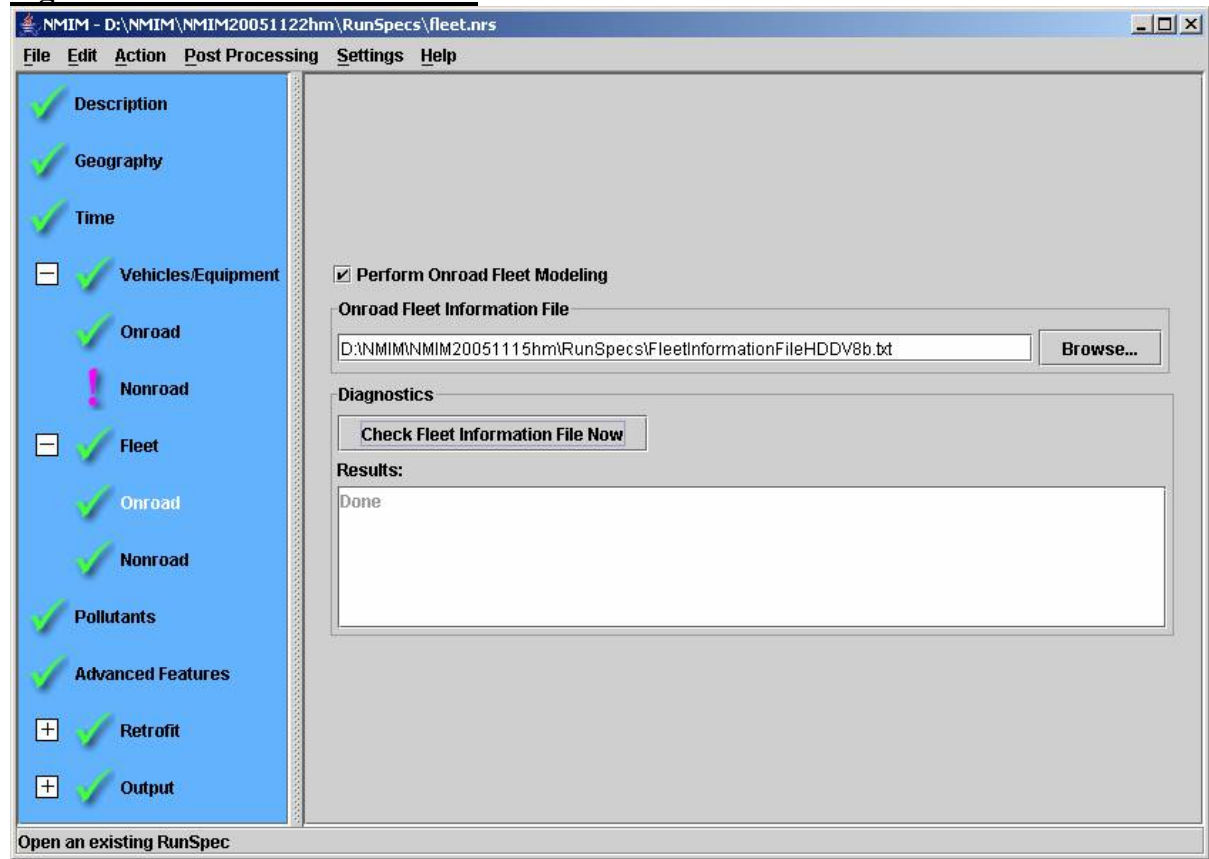 NMIM - D:\NMIM\NMIM20051122hm\RunSpecs\fleet.nrs
File Edit Action Post Processing Settings Help
Description
Geography
Time
Vehicles/Equipment
Onroad
Nonroad
Fleet
Onroad
Nonroad
Pollutants
Advanced Features
Retrofit
Output
Perform Onroad Fleet Modeling
Onroad Fleet Information File
D:\NMIM\NMIM20051115hm\RunSpecs\FleetInformationFileHDDV8b.txt Browse...
Diagnostics
Check Fleet Information File Now
Results:
Done
Open an existing RunSpec